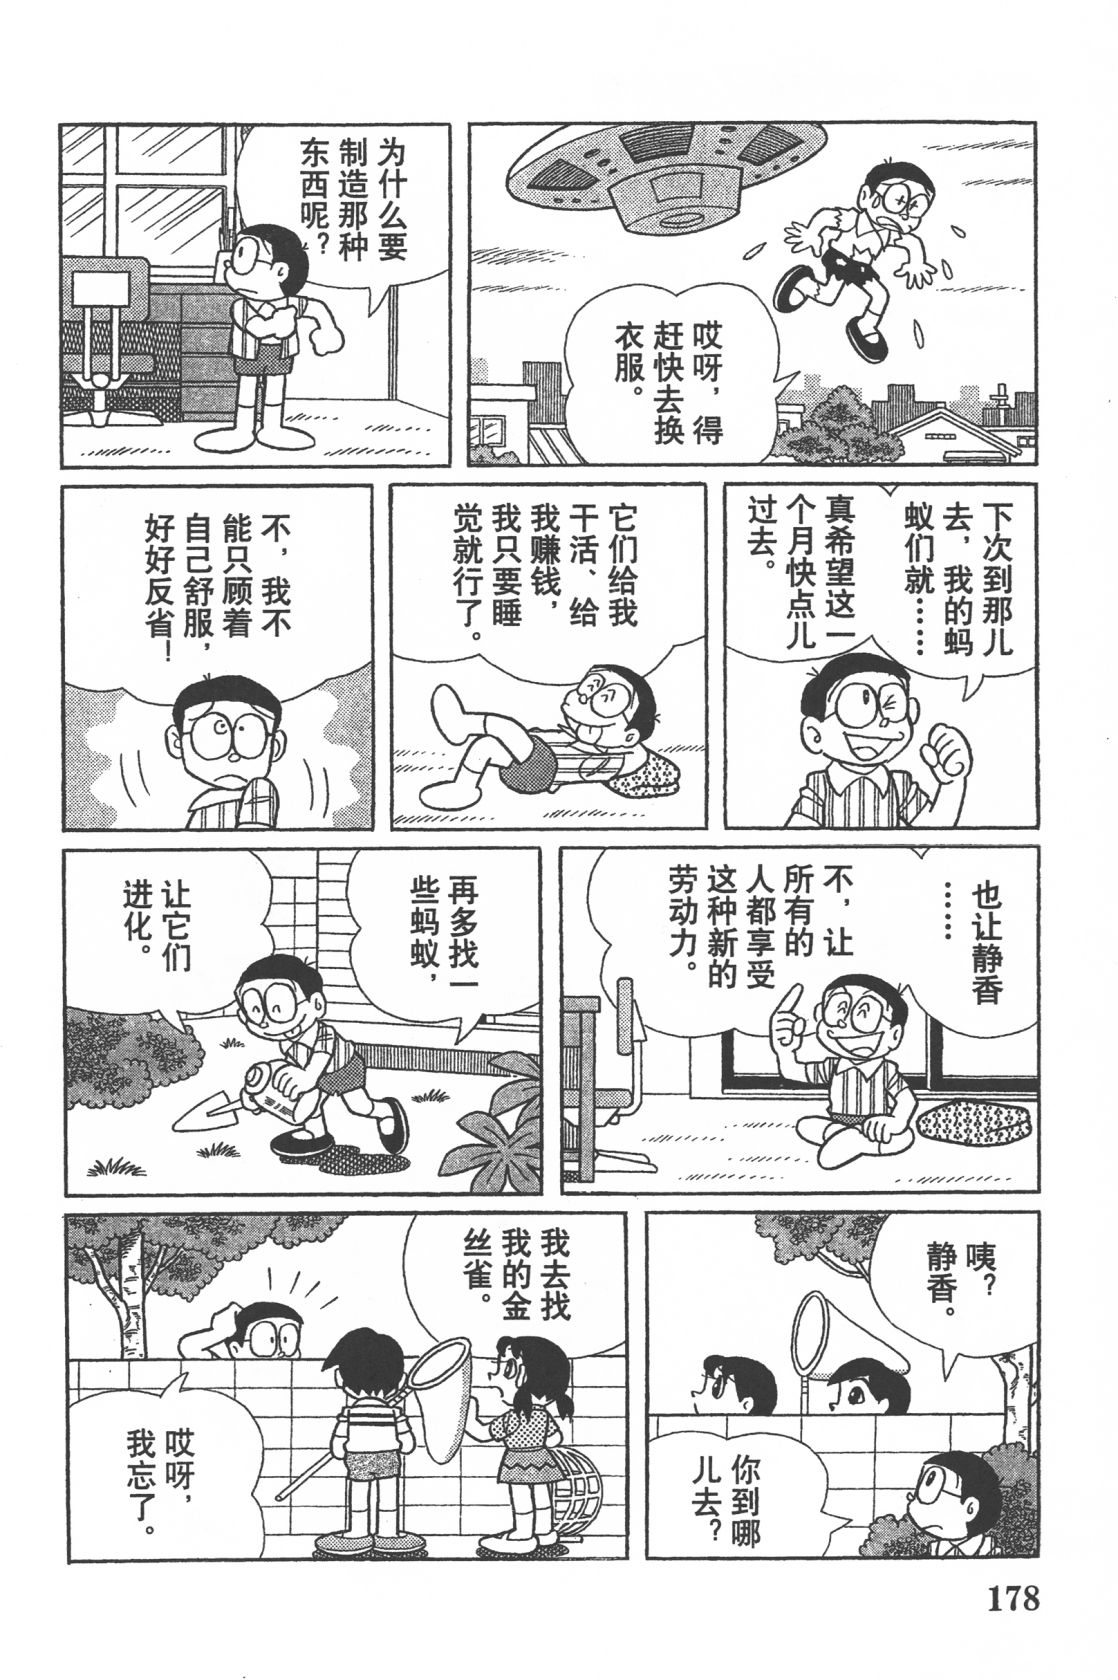 哎呀，得
赶快去换
衣服。
为什么要
制造那种
东西呢？
下次到那儿
去，我的蚂
蚁们就……
真希望这一
个月快点儿
过去。
它们给我
干活、给
我赚钱，
我只要睡
觉就行了。
不，我不
能只顾着
自己舒服，
好好反省！
也让静香
……
不，让
所有的
人都享受
这种新的
劳动力。
再多找一
些蚂蚁，
让它们
进化。
咦？
静香。
你到哪
儿去？
我去找
我的金
丝雀。
哎呀，
我忘了。
178